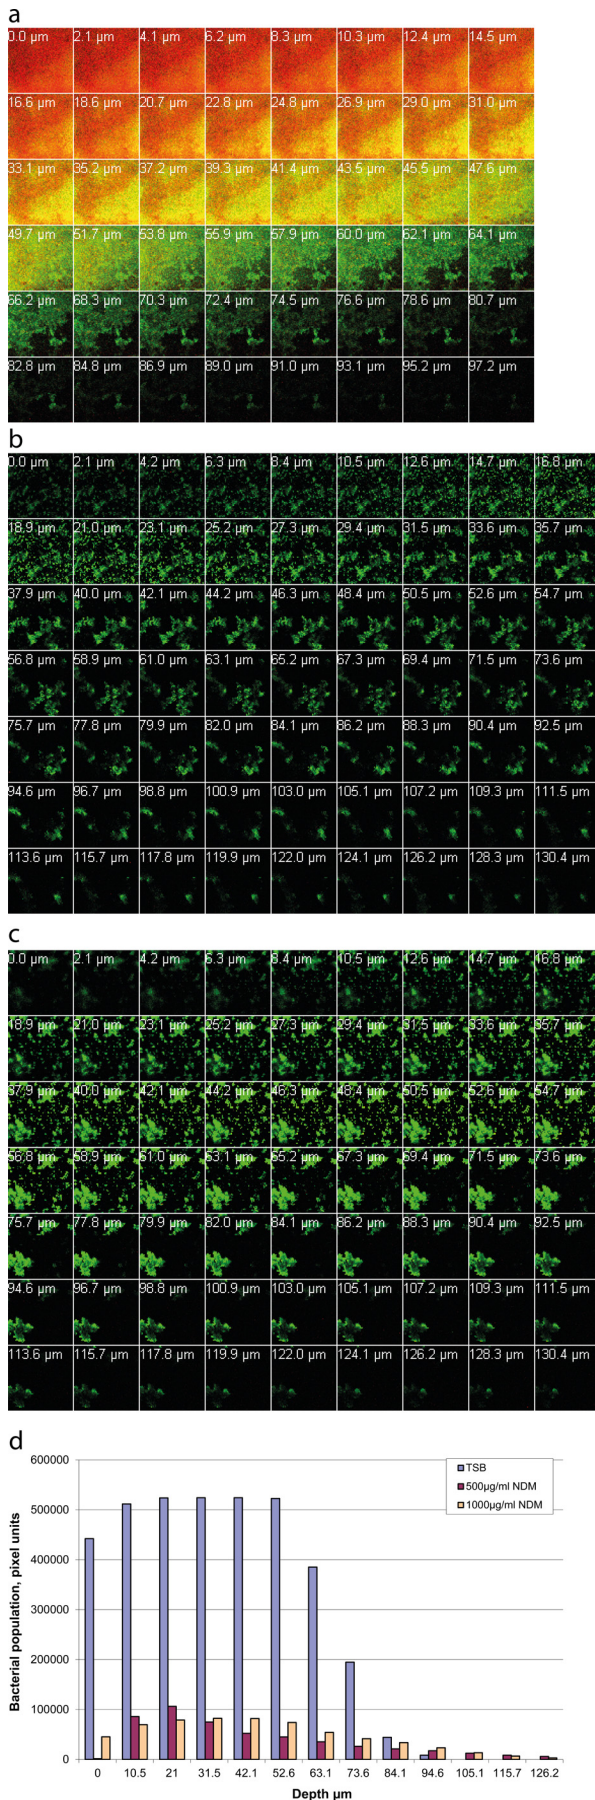 a
0.0 µm 2.1 µm 4.1 µm 6.2 µm 8.3 µm 10.3 µm 12.4 µm 14.5 µm
16.6 µm 18.6 µm 20.7 µm 22.8 µm 24.8 µm 26.9 µm 29.0 µm 31.0 µm
33.1 µm 35.2 µm 37.2 µm 39.3 µm 41.4 µm 43.5 µm 45.5 µm 47.6 µm
49.7 µm 51.7 µm 53.8 µm 55.9 µm 57.9 µm 60.0 µm 62.1 µm 64.1 µm
66.2 µm 68.3 µm 70.3 µm 72.4 µm 74.5 µm 76.6 µm 78.6 µm 80.7 µm
82.8 µm 84.8 µm 86.9 µm 89.0 µm 91.0 µm 93.1 µm 95.2 µm 97.2 µm
b
0.0 µm 2.1 µm 4.2 µm 6.3 µm 8.4 µm 10.5 µm 12.6 µm 14.7 µm 16.8 µm
18.9 µm 21.0 µm 23.1 µm 25.2 µm 27.3 µm 29.4 µm 31.5 µm 33.6 µm 35.7 µm
37.9 µm 40.0 µm 42.1 µm 44.2 µm 46.3 µm 48.4 µm 50.5 µm 52.6 µm 54.7 µm
56.8 µm 58.9 µm 61.0 µm 63.1 µm 65.2 µm 67.3 µm 69.4 µm 71.5 µm 73.6 µm
75.7 µm 77.8 µm 79.9 µm 82.0 µm 84.1 µm 86.2 µm 88.3 µm 90.4 µm 92.5 µm
94.6 µm 96.7 µm 98.8 µm 100.9 µm 103.0 µm 105.1 µm 107.2 µm 109.3 µm 111.5 µm
113.6 µm 115.7 µm 117.8 µm 119.9 µm 122.0 µm 124.1 µm 126.2 µm 128.3 µm 130.4 µm
c
0.0 µm 2.1 µm 4.2 µm 6.3 µm 8.4 µm 10.5 µm 12.6 µm 14.7 µm 16.8 µm
18.9 µm 21.0 µm 23.1 µm 25.2 µm 27.3 µm 29.4 µm 31.5 µm 33.6 µm 35.7 µm
37.9 µm 40.0 µm 42.1 µm 44.2 µm 46.3 µm 48.4 µm 50.5 µm 52.6 µm 54.7 µm
56.8 µm 58.9 µm 61.0 µm 63.1 µm 65.2 µm 67.3 µm 69.4 µm 71.5 µm 73.6 µm
75.7 µm 77.8 µm 79.9 µm 82.0 µm 84.1 µm 86.2 µm 88.3 µm 90.4 µm 92.5 µm
94.6 µm 96.7 µm 98.8 µm 100.9 µm 103.0 µm 105.1 µm 107.2 µm 109.3 µm 111.5 µm
113.6 µm 115.7 µm 117.8 µm 119.9 µm 122.0 µm 124.1 µm 126.2 µm 128.3 µm 130.4 µm
d
Bacterial population, pixel units
600000
500000
400000
300000
200000
100000
0
TSB
500µg/ml NDM
1000µg/ml NDM
0 10.5 21 31.5 42.1 52.6 63.1 73.6 84.1 94.6 105.1 115.7 126.2
Depth µm